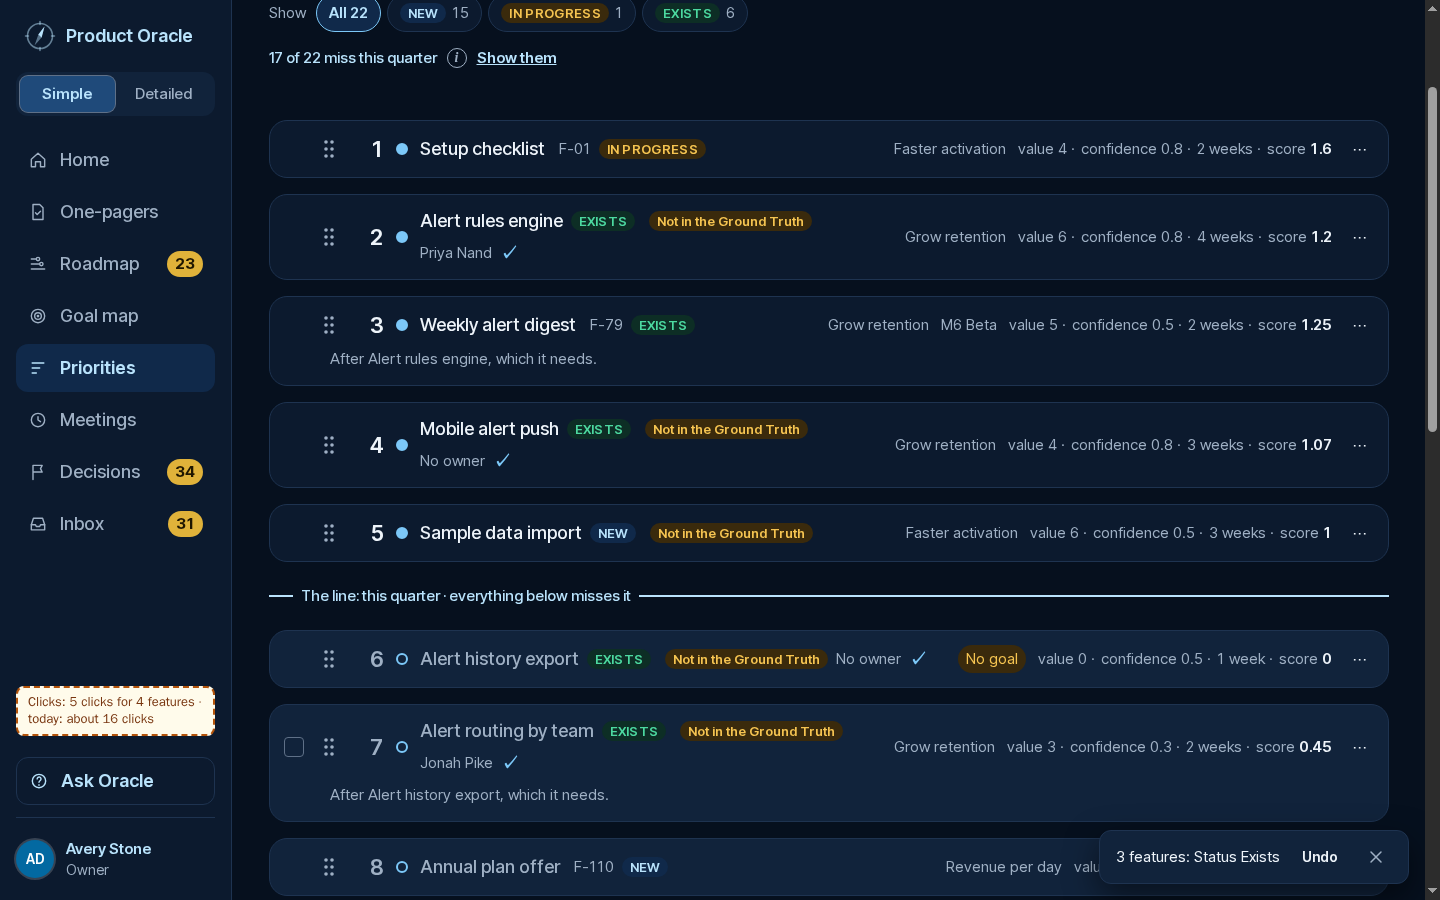 Product Oracle
Simple
Detailed
Home
One-pagers
Roadmap 23
Goal map
Priorities
Meetings
Decisions 34
Inbox 31
Clicks: 5 clicks for 4 features ·
today: about 16 clicks
Ask Oracle
AD
Avery Stone
Owner
Show All 22 NEW 15 IN PROGRESS 1 EXISTS 6
17 of 22 miss this quarter i Show them
1 Setup checklist F-01 IN PROGRESS Faster activation value 4 · confidence 0.8 · 2 weeks · score 1.6 ...
2 Alert rules engine EXISTS Not in the Ground Truth Grow retention value 6 · confidence 0.8 · 4 weeks · score 1.2 ...
Priya Nand ✓
3 Weekly alert digest F-79 EXISTS Grow retention M6 Beta value 5 · confidence 0.5 · 2 weeks · score 1.25 ...
After Alert rules engine, which it needs.
4 Mobile alert push EXISTS Not in the Ground Truth Grow retention value 4 · confidence 0.8 · 3 weeks · score 1.07 ...
No owner ✓
5 Sample data import NEW Not in the Ground Truth Faster activation value 6 · confidence 0.5 · 3 weeks · score 1 ...
The line: this quarter · everything below misses it
6 Alert history export EXISTS Not in the Ground Truth No owner ✓ No goal value 0 · confidence 0.5 · 1 week · score 0 ...
7 Alert routing by team EXISTS Not in the Ground Truth Grow retention value 3 · confidence 0.3 · 2 weeks · score 0.45 ...
Jonah Pike ✓
After Alert history export, which it needs.
8 Annual plan offer F-110 NEW Revenue per day
3 features: Status Exists Undo